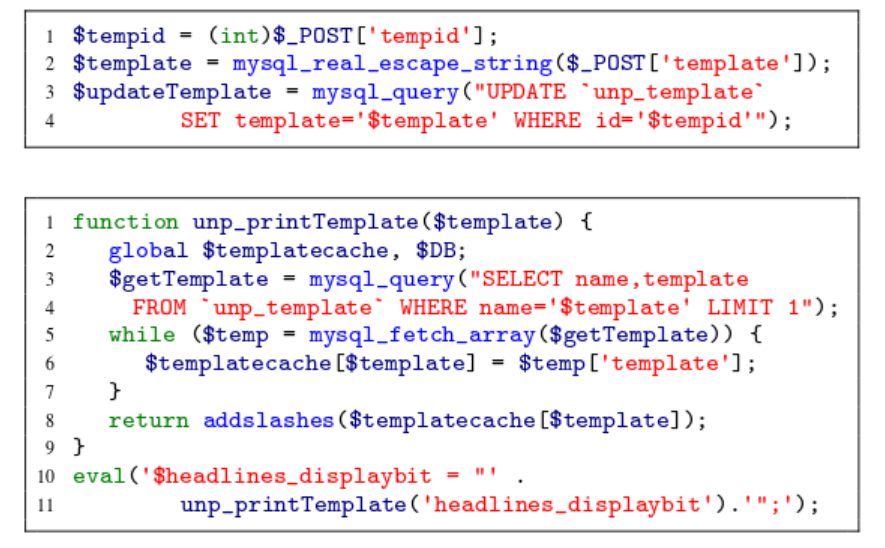 1 $tempid = (int)$_POST['tempid'];
2 $template = mysql_real_escape_string($_POST['template']);
3 $updateTemplate = mysql_query("UPDATE `unp_template`
4 SET template='$template' WHERE id='$tempid'");
1 function unp_printTemplate($template) {
2 global $templatecache, $DB;
3 $getTemplate = mysql_query("SELECT name,template
4 FROM `unp_template` WHERE name='$template' LIMIT 1");
5 while ($temp = mysql_fetch_array($getTemplate)) {
6 $templatecache[$template] = $temp['template'];
7 }
8 return addslashes($templatecache[$template]);
9 }
10 eval('$headlines_displaybit = "' .
11 unp_printTemplate('headlines_displaybit').'";');